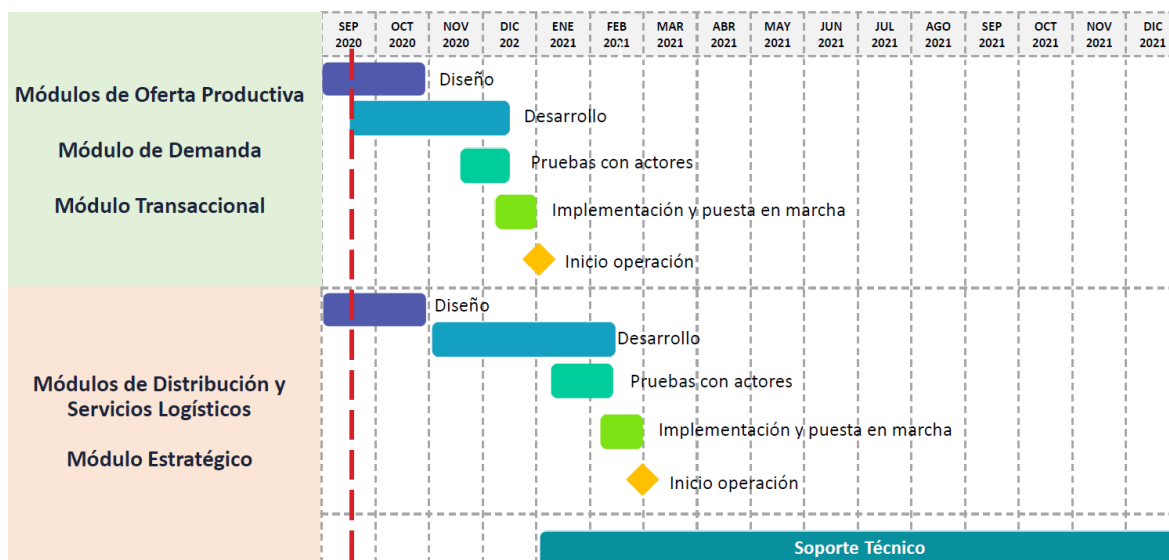 SEP OCT NOV DIC ENE FEB MAR ABR MAY JUN JUL AGO SEP OCT NOV DIC
2020 2020 2020 202 2021 2021 2021 2021 2021 2021 2021 2021 2021 2021 2021 2021
Módulos de Oferta Productiva
Módulo de Demanda
Módulo Transaccional
Diseño
Desarrollo
Pruebas con actores
Implementación y puesta en marcha
Inicio operación
Módulos de Distribución y
Servicios Logísticos
Módulo Estratégico
Diseño
Desarrollo
Pruebas con actores
Implementación y puesta en marcha
Inicio operación
Soporte Técnico